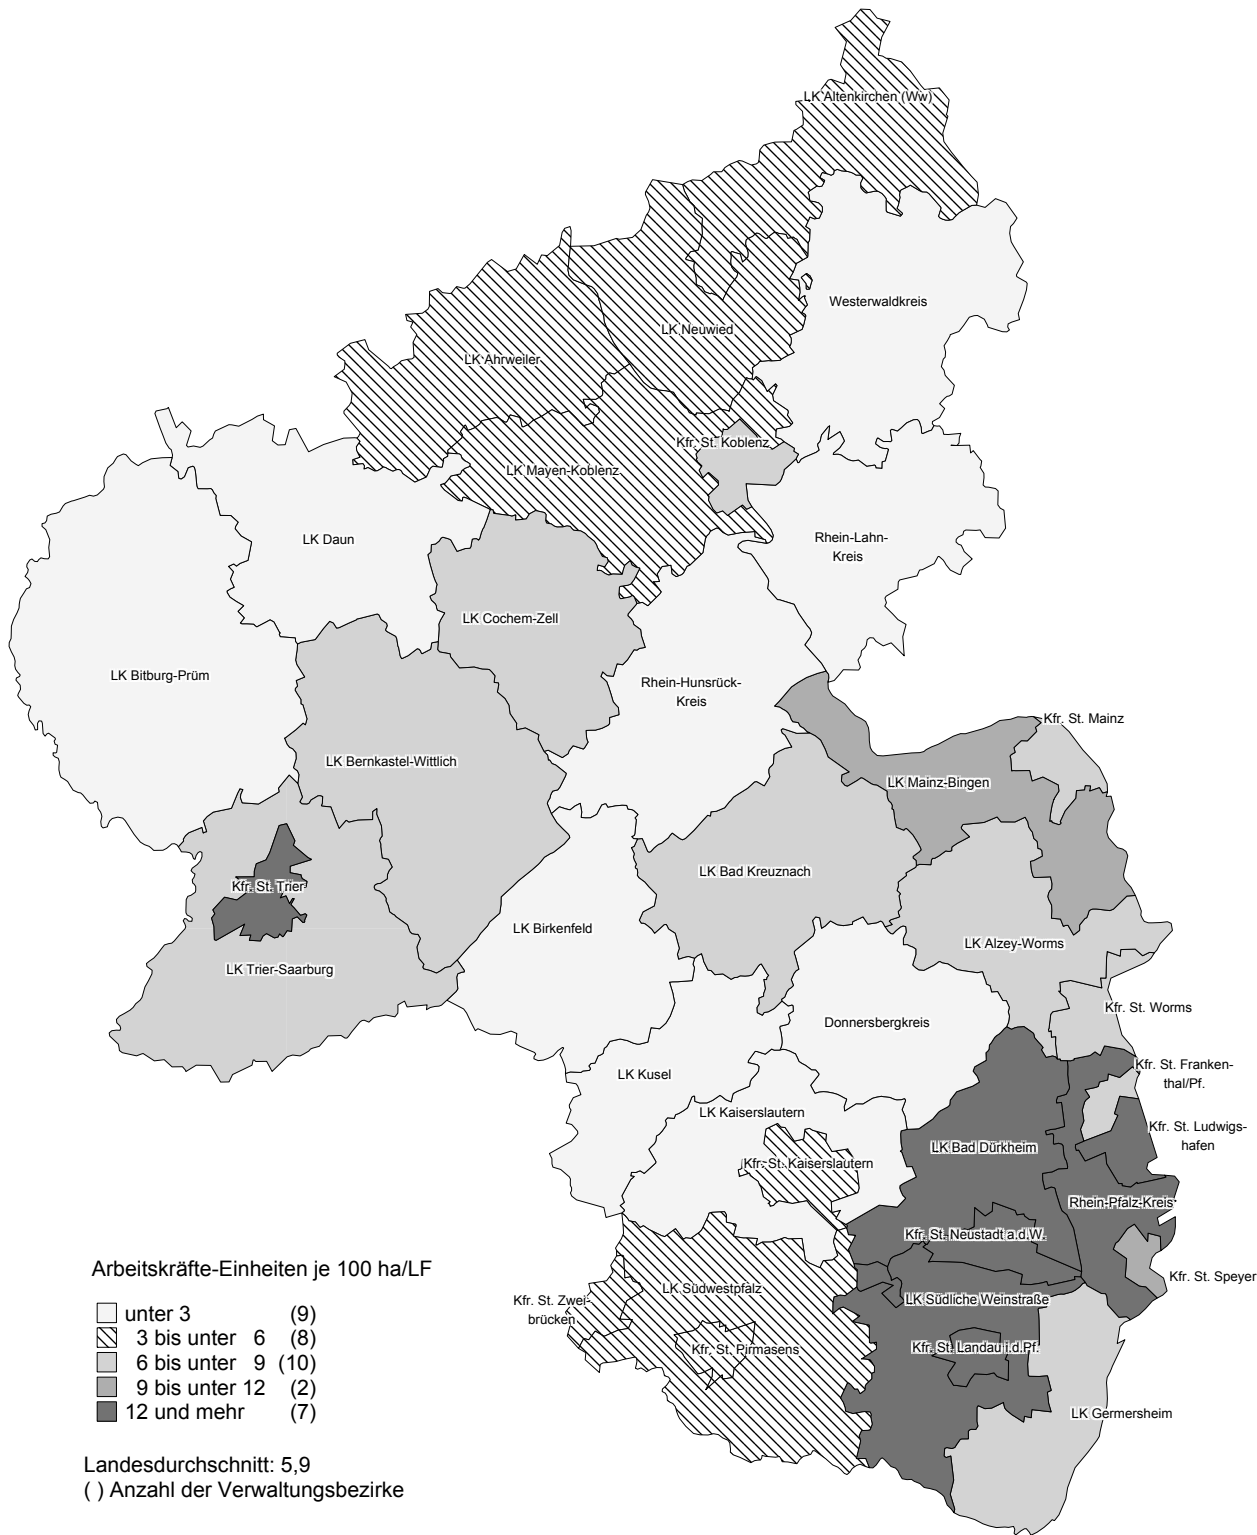 LK Altenkirchen (Ww)
Westerwaldkreis
LK Neuwied
LK Ahrweiler
Kfr. St. Koblenz
LK Mayen-Koblenz
LK Daun
Rhein-Lahn-
Kreis
LK Cochem-Zell
LK Bitburg-Prüm
Rhein-Hunsrück-
Kreis
Kfr. St. Mainz
LK Bernkastel-Wittlich
LK Mainz-Bingen
LK Bad Kreuznach
Kfr. St. Trier
LK Birkenfeld
LK Alzey-Worms
LK Trier-Saarburg
Kfr. St. Worms
Donnersbergkreis
Kfr. St. Franken-
thal/Pf.
LK Kusel
LK Kaiserslautern
Kfr. St. Ludwigs-
hafen
LK Bad Dürkheim
Kfr. St. Kaiserslautern
Rhein-Pfalz-Kreis
Kfr. St. Neustadt a.d.W.
Kfr. St. Speyer
LK Südwestpfalz
LK Südliche Weinstraße
Kfr. St. Zwei-
brücken
Kfr. St. Pirmasens
Kfr. St. Landau i.d.Pf.
LK Germersheim
Arbeitskräfte-Einheiten je 100 ha/LF
unter 3 (9)
3 bis unter 6 (8)
6 bis unter 9 (10)
9 bis unter 12 (2)
12 und mehr (7)
Landesdurchschnitt: 5,9
( ) Anzahl der Verwaltungsbezirke